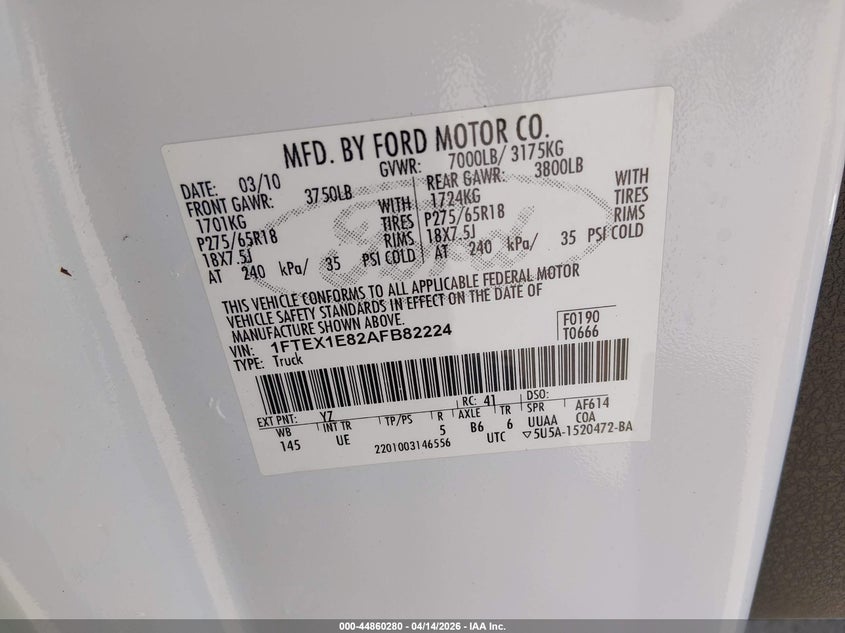 MFD. BY FORD MOTOR CO.
DATE: 03/10 GVWR: 7000LB/ 3175KG
FRONT GAWR: 3750LB REAR GAWR: 3800LB
1701KG WITH 1724KG WITH
P275/65R18 TIRES P275/65R18 TIRES
18X7.5J RIMS 18X7.5J RIMS
AT 240 kPa/ 35 PSI COLD AT 240 kPa/ 35 PSI COLD
Ford
THIS VEHICLE CONFORMS TO ALL APPLICABLE FEDERAL MOTOR
VEHICLE SAFETY STANDARDS IN EFFECT ON THE DATE OF
MANUFACTURE SHOWN ABOVE.
VIN: 1FTEX1E82AFB82224 F0190
TYPE: Truck T0666
EXT PNT: YZ RC: 41 DSO:
WB INT TR TP/PS R AXLE TR SPR AF614
145 UE 5 B6 6 UUAA COA
2201003146556 UTC ▽5U5A-1520472-BA
000-44860280 - 04/14/2026 - IAA Inc.